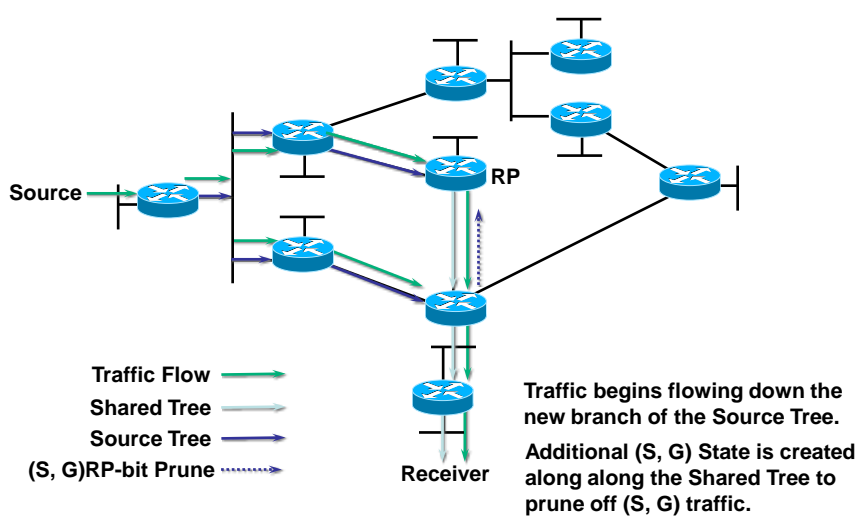 RP
Source
Traffic Flow
Shared Tree
Source Tree
(S, G)RP-bit Prune
Receiver
Traffic begins flowing down the
new branch of the Source Tree.
Additional (S, G) State is created
along along the Shared Tree to
prune off (S, G) traffic.